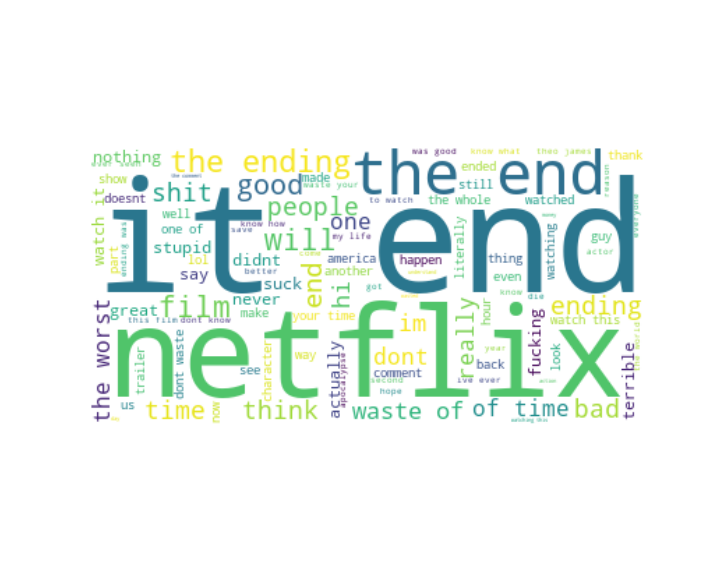 nothing
the ending
the end
was good
know what
theo james
thank
ever seen
the comment
ended
show
shit
good
made
waste your
still
reason
doesnt
to watch
the whole
watched
people
one
everyone
watch it
it end
well
know how
one of
save
will
my life
literally
watching
guy
stupid
actor
ending was
part
lol
didnt
come
america
happen
thing
say
better
another
even
end
suck
hi
got
know
never
die
the worst
great
film
make
hour
ending
this film
dont know
your time
im
really
fucking
watch this
netflix
the world
trailer
dont waste
see
character
way
actually
apocalypse
dont
year
back
look
terrible
comment
second
ive ever
hope
us
time
now
think
waste of
of time
bad
watching this